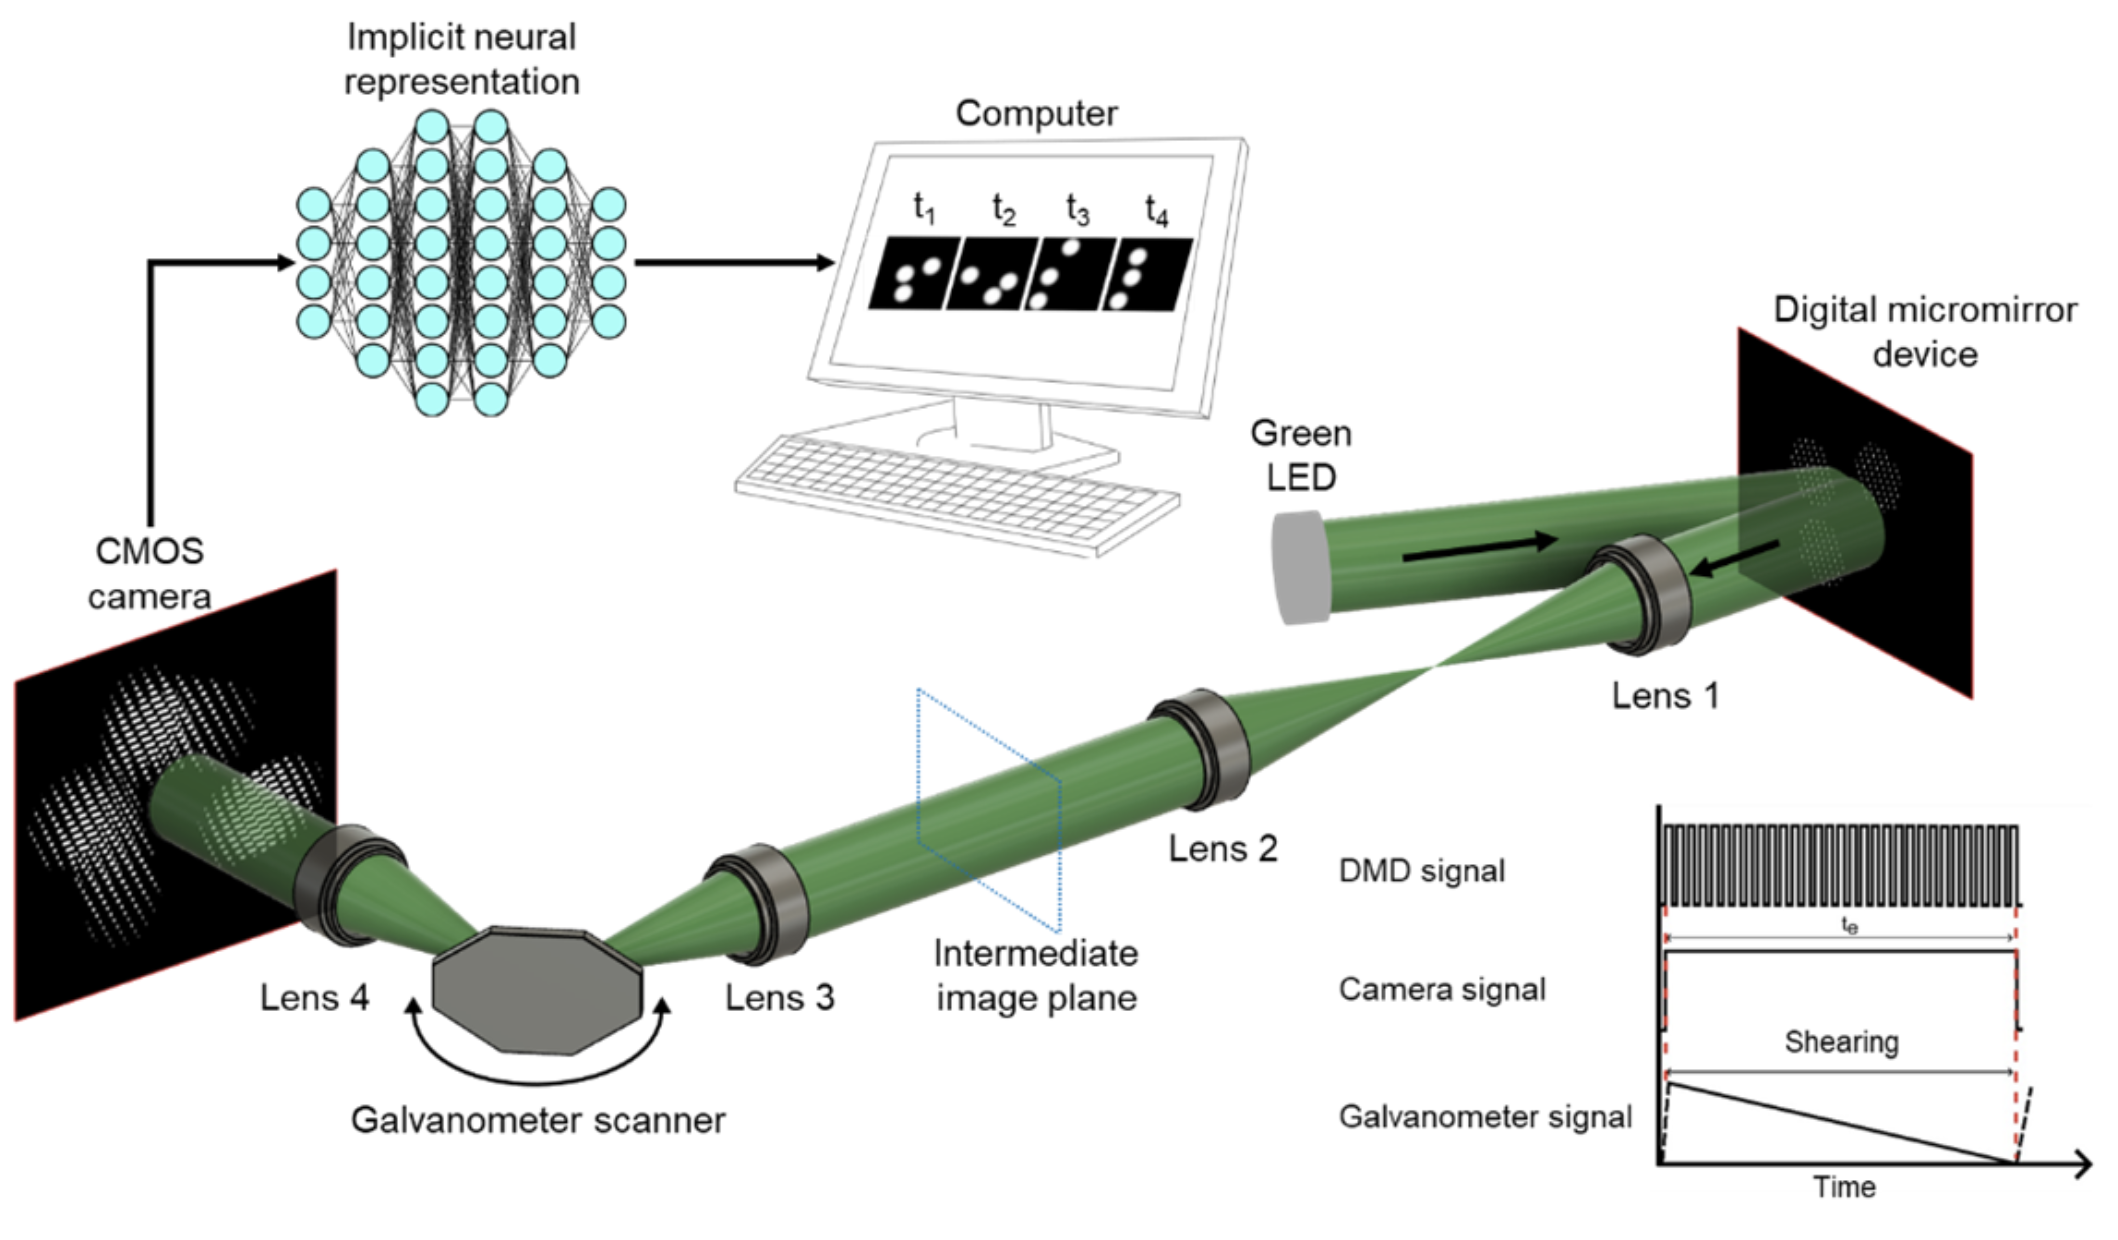 Implicit neural
representation
Computer
t1 t2 t3 t4
Digital micromirror
device
Green
LED
CMOS
camera
Lens 1
Lens 2
Intermediate
image plane
Lens 3
Lens 4
Galvanometer scanner
DMD signal
te
Camera signal
Shearing
Galvanometer signal
Time